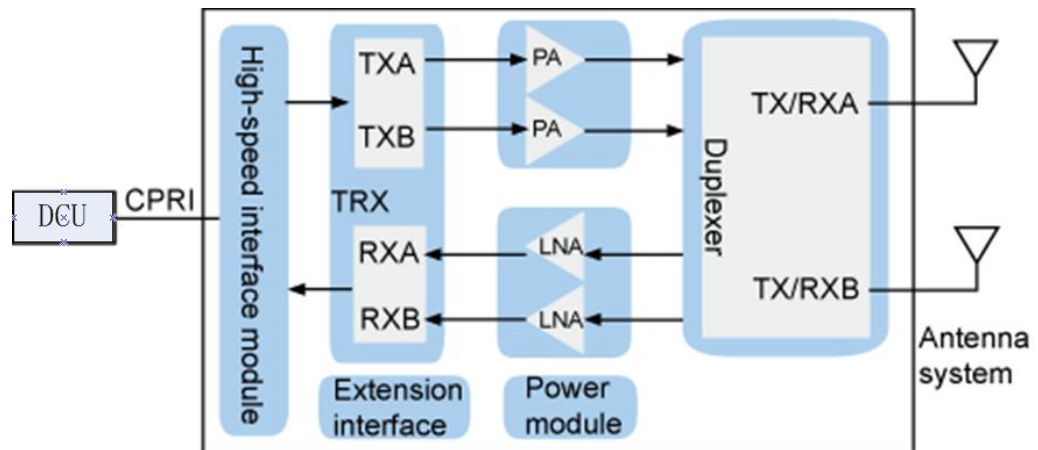 DCU
CPRI
High-speed interface module
TXA
TXB
TRX
RXA
RXB
PA
PA
LNA
LNA
Duplexer
TX/RXA
TX/RXB
Antenna
system
Extension
interface
Power
module